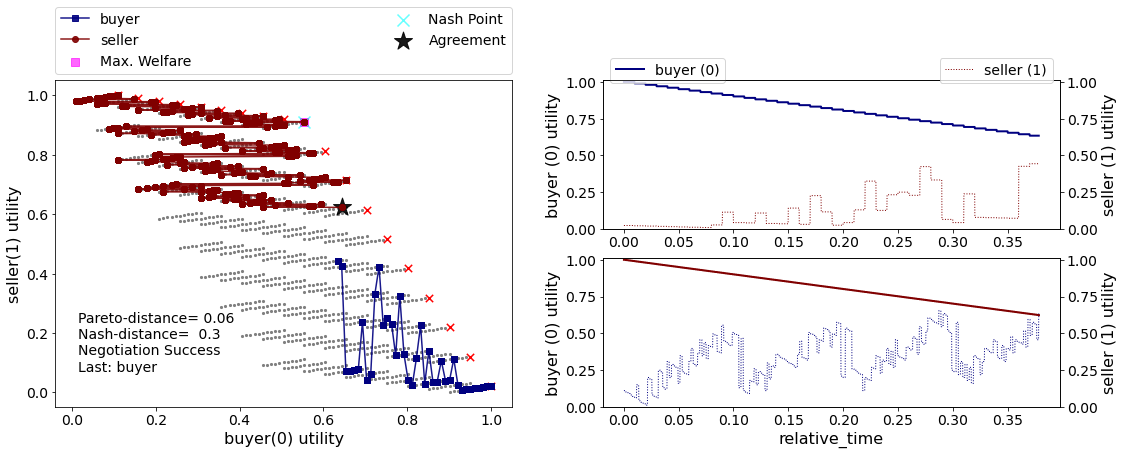 buyer
seller
Max. Welfare
Nash Point
Agreement
1.0
0.8
0.6
0.4
0.2
0.0
seller(1) utility
Pareto-distance= 0.06
Nash-distance=  0.3
Negotiation Success
Last: buyer
0.0 0.2 0.4 0.6 0.8 1.0
buyer(0) utility
buyer (0)
seller (1)
1.00
0.75
0.50
0.25
0.00
buyer (0) utility
1.00
0.75
0.50
0.25
0.00
seller (1) utility
0.00 0.05 0.10 0.15 0.20 0.25 0.30 0.35
1.00
0.75
0.50
0.25
0.00
buyer (0) utility
1.00
0.75
0.50
0.25
0.00
seller (1) utility
0.00 0.05 0.10 0.15 0.20 0.25 0.30 0.35
relative_time